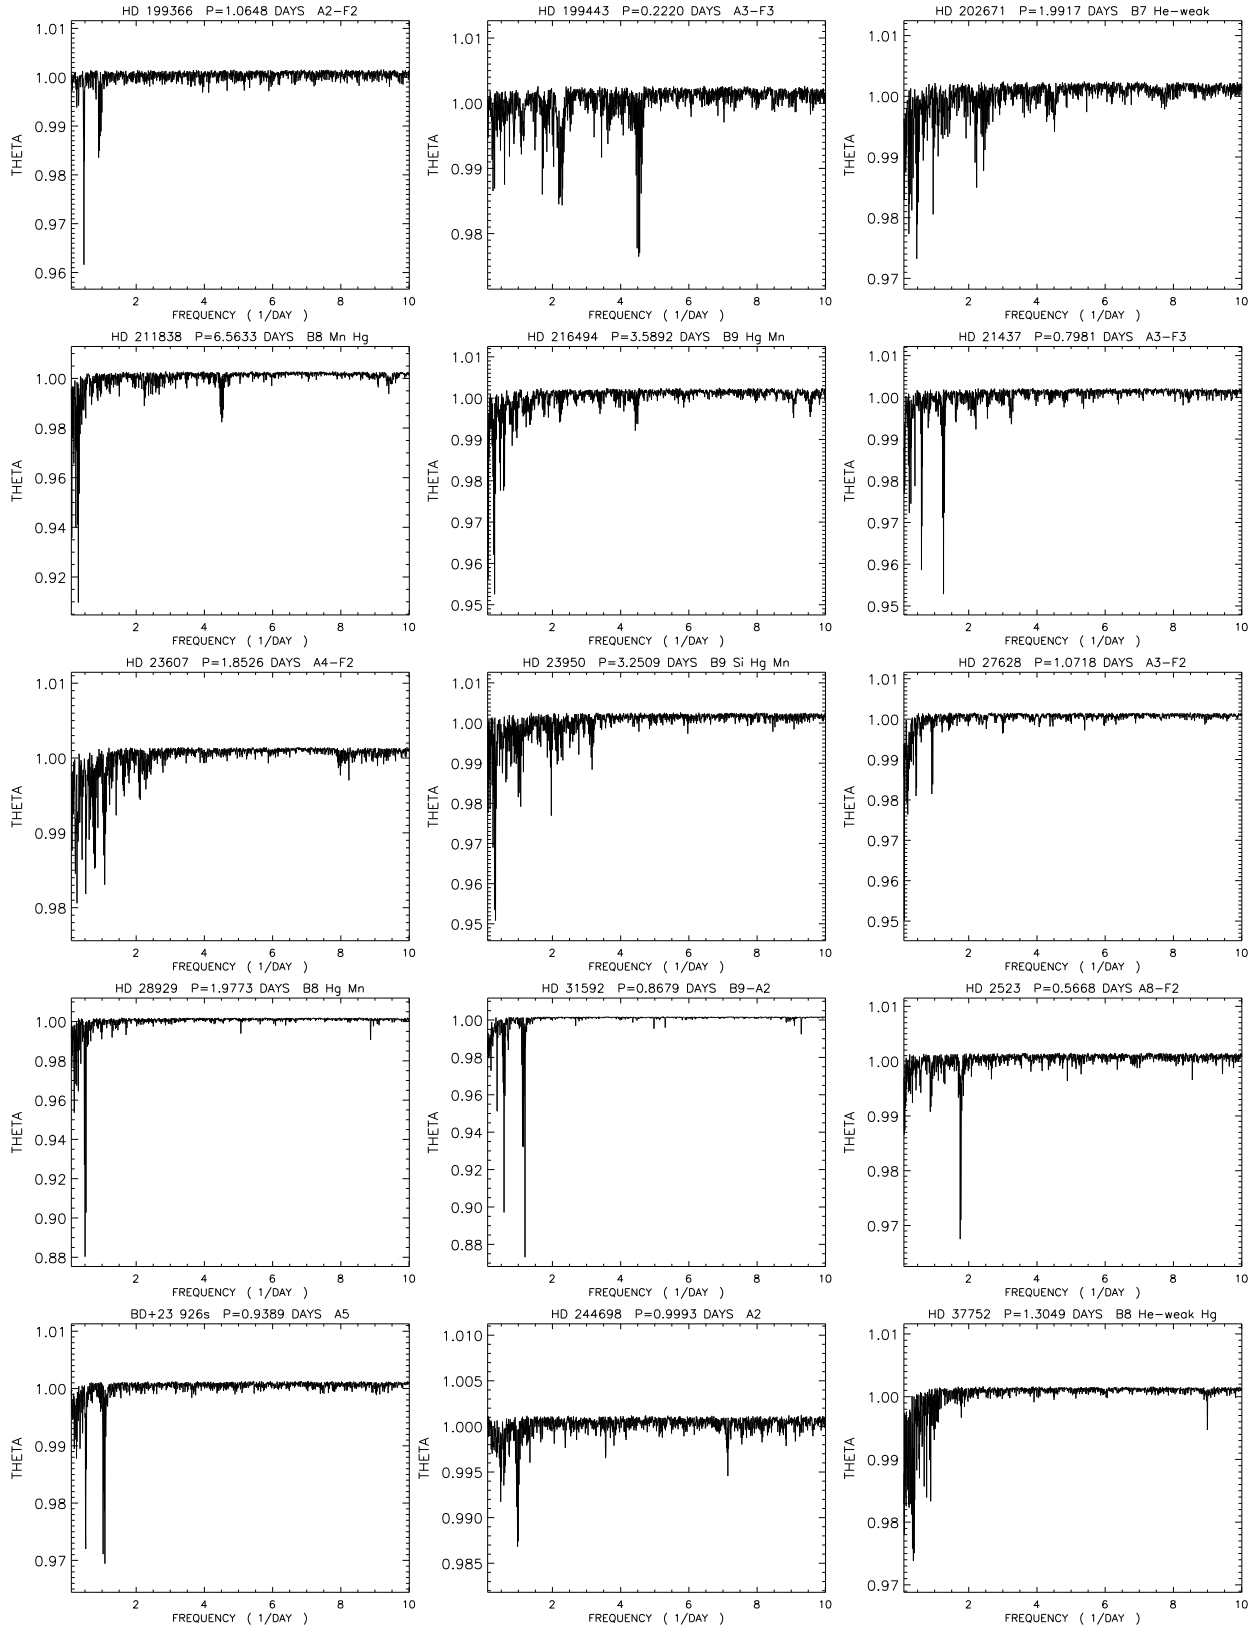 HD 199366 P=1.0648 DAYS A2-F2
1.01
1.00
0.99
0.98
0.97
0.96
THETA
2 4 6 8 10
FREQUENCY ( 1/DAY )
HD 199443 P=0.2220 DAYS A3-F3
1.01
1.00
0.99
0.98
THETA
2 4 6 8 10
FREQUENCY ( 1/DAY )
HD 202671 P=1.9917 DAYS B7 He-weak
1.01
1.00
0.99
0.98
0.97
THETA
2 4 6 8 10
FREQUENCY ( 1/DAY )
HD 211838 P=6.5633 DAYS B8 Mn Hg
1.00
0.98
0.96
0.94
0.92
THETA
2 4 6 8 10
FREQUENCY ( 1/DAY )
HD 216494 P=3.5892 DAYS B9 Hg Mn
1.01
1.00
0.99
0.98
0.97
0.96
0.95
THETA
2 4 6 8 10
FREQUENCY ( 1/DAY )
HD 21437 P=0.7981 DAYS A3-F3
1.01
1.00
0.99
0.98
0.97
0.96
0.95
THETA
2 4 6 8 10
FREQUENCY ( 1/DAY )
HD 23607 P=1.8526 DAYS A4-F2
1.01
1.00
0.99
0.98
THETA
2 4 6 8 10
FREQUENCY ( 1/DAY )
HD 23950 P=3.2509 DAYS B9 Si Hg Mn
1.01
1.00
0.99
0.98
0.97
0.96
0.95
THETA
2 4 6 8 10
FREQUENCY ( 1/DAY )
HD 27628 P=1.0718 DAYS A3-F2
1.01
1.00
0.99
0.98
0.97
0.96
0.95
THETA
2 4 6 8 10
FREQUENCY ( 1/DAY )
HD 28929 P=1.9773 DAYS B8 Hg Mn
1.00
0.98
0.96
0.94
0.92
0.90
0.88
THETA
2 4 6 8 10
FREQUENCY ( 1/DAY )
HD 31592 P=0.8679 DAYS B9-A2
1.00
0.98
0.96
0.94
0.92
0.90
0.88
THETA
2 4 6 8 10
FREQUENCY ( 1/DAY )
HD 2523 P=0.5668 DAYS A8-F2
1.01
1.00
0.99
0.98
0.97
THETA
2 4 6 8 10
FREQUENCY ( 1/DAY )
BD+23 926s P=0.9389 DAYS A5
1.01
1.00
0.99
0.98
0.97
THETA
2 4 6 8 10
FREQUENCY ( 1/DAY )
HD 244698 P=0.9993 DAYS A2
1.010
1.005
1.000
0.995
0.990
0.985
THETA
2 4 6 8 10
FREQUENCY ( 1/DAY )
HD 37752 P=1.3049 DAYS B8 He-weak Hg
1.01
1.00
0.99
0.98
0.97
THETA
2 4 6 8 10
FREQUENCY ( 1/DAY )